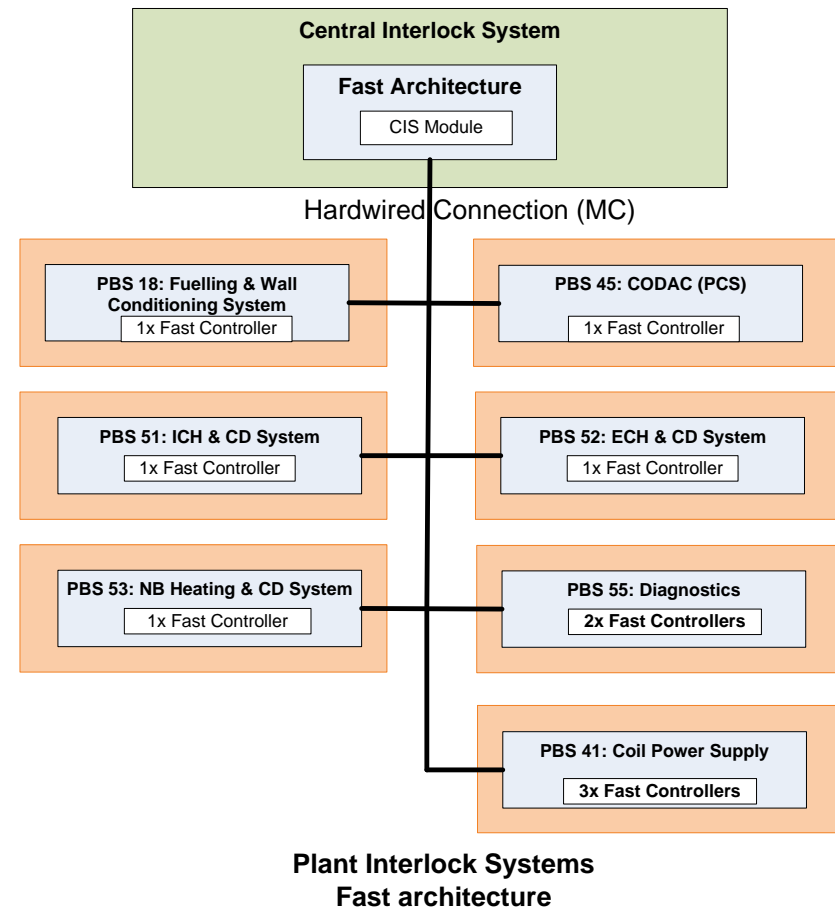 Central Interlock System
Fast Architecture
CIS Module
Hardwired Connection (MC)
PBS 18: Fuelling & Wall
Conditioning System
1x Fast Controller
PBS 45: CODAC (PCS)
1x Fast Controller
PBS 51: ICH & CD System
1x Fast Controller
PBS 52: ECH & CD System
1x Fast Controller
PBS 53: NB Heating & CD System
1x Fast Controller
PBS 55: Diagnostics
2x Fast Controllers
PBS 41: Coil Power Supply
3x Fast Controllers
Plant Interlock Systems
Fast architecture